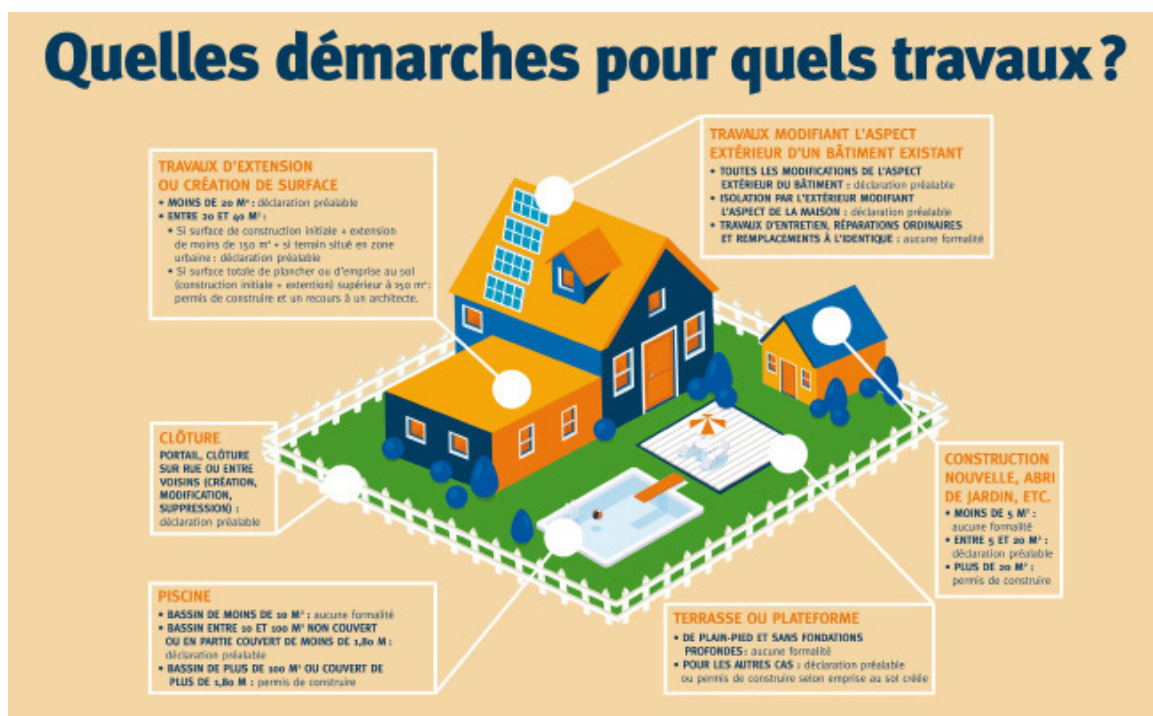 Quelles démarches pour quels travaux ?
TRAVAUX D'EXTENSION
OU CRÉATION DE SURFACE
• MOINS DE 20 M² : déclaration préalable
• ENTRE 20 ET 40 M² :
• Si surface de construction initiale + extension
de moins de 150 m² + si terrain situé en zone
urbaine : déclaration préalable
• Si surface totale de plancher ou d'emprise au sol
(construction initiale + extention) supérieur à 150 m² :
permis de construire et un recours à un architecte.
TRAVAUX MODIFIANT L'ASPECT
EXTÉRIEUR D'UN BÂTIMENT EXISTANT
• TOUTES LES MODIFICATIONS DE L'ASPECT
EXTÉRIEUR DU BÂTIMENT : déclaration préalable
• ISOLATION PAR L'EXTÉRIEUR MODIFIANT
L'ASPECT DE LA MAISON : déclaration préalable
• TRAVAUX D'ENTRETIEN, RÉPARATIONS ORDINAIRES
ET REMPLACEMENTS À L'IDENTIQUE : aucune formalité
CLÔTURE
PORTAIL, CLÔTURE
SUR RUE OU ENTRE
VOISINS (CRÉATION,
MODIFICATION,
SUPPRESSION) :
déclaration préalable
CONSTRUCTION
NOUVELLE, ABRI
DE JARDIN, ETC.
• MOINS DE 5 M² :
aucune formalité
• ENTRE 5 ET 20 M² :
déclaration préalable
• PLUS DE 20 M² :
permis de construire
PISCINE
• BASSIN DE MOINS DE 10 M² : aucune formalité
• BASSIN ENTRE 10 ET 100 M² NON COUVERT
OU EN PARTIE COUVERT DE MOINS DE 1,80 M :
déclaration préalable
• BASSIN DE PLUS DE 100 M² OU COUVERT DE
PLUS DE 1,80 M : permis de construire
TERRASSE OU PLATEFORME
• DE PLAIN-PIED ET SANS FONDATIONS
PROFONDES : aucune formalité
• POUR LES AUTRES CAS : déclaration préalable
ou permis de construire selon emprise au sol créée